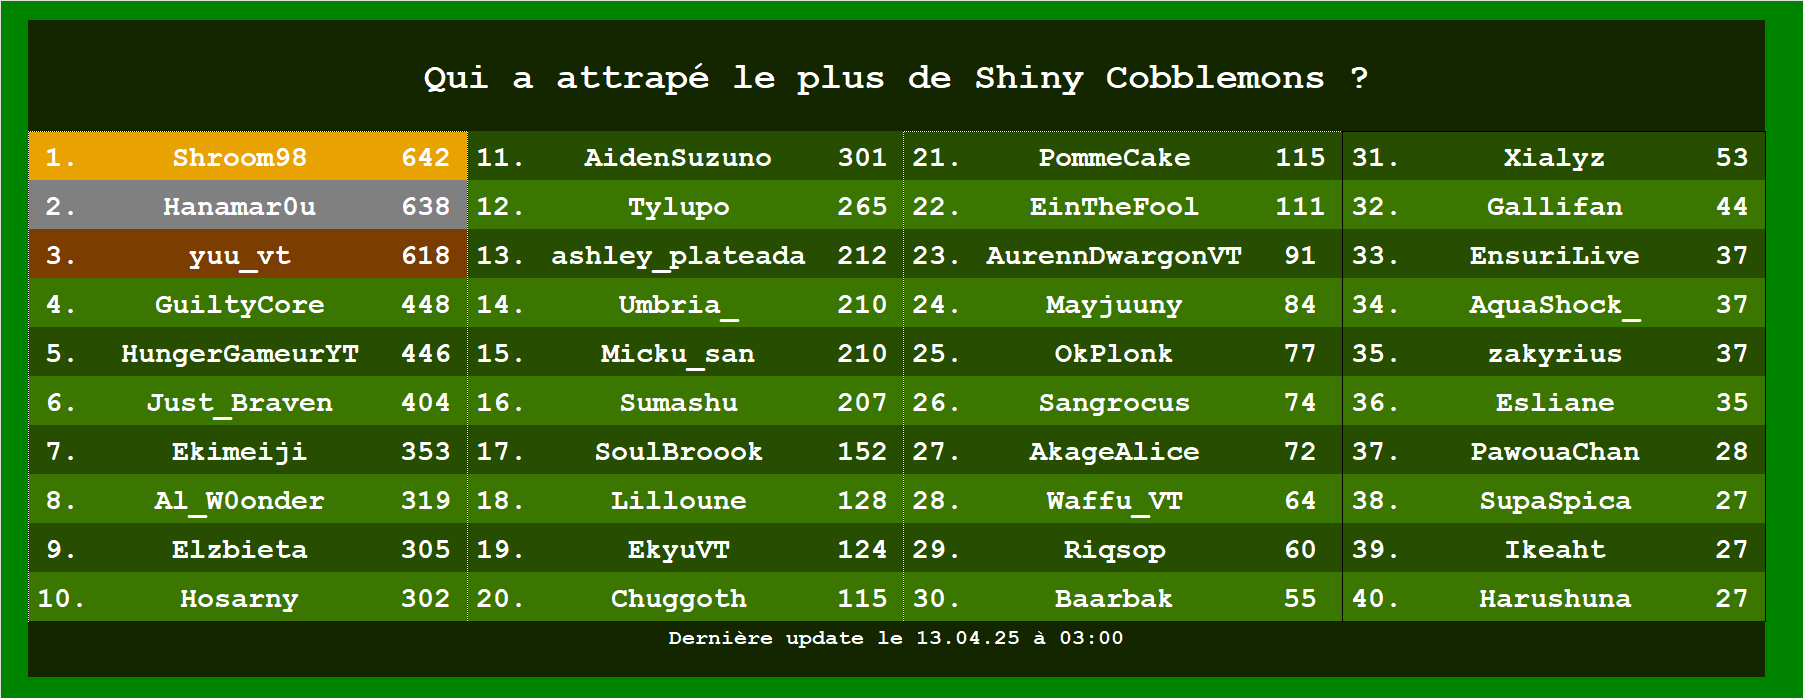 Qui a attrapé le plus de Shiny Cobblemons ?
1. Shroom98 642 11. AidenSuzuno 301 21. PommeCake 115 31. Xialyz 53
2. Hanamar0u 638 12. Tylupo 265 22. EinTheFool 111 32. Gallifan 44
3. yuu_vt 618 13. ashley_plateada 212 23. AurennDwargonVT 91 33. EnsuriLive 37
4. GuiltyCore 448 14. Umbria_ 210 24. Mayjuuny 84 34. AquaShock_ 37
5. HungerGameurYT 446 15. Micku_san 210 25. OkPlonk 77 35. zakyrius 37
6. Just_Braven 404 16. Sumashu 207 26. Sangrocus 74 36. Esliane 35
7. Ekimeiji 353 17. SoulBroook 152 27. AkageAlice 72 37. PawouaChan 28
8. Al_W0onder 319 18. Lilloune 128 28. Waffu_VT 64 38. SupaSpica 27
9. Elzbieta 305 19. EkyuVT 124 29. Riqsop 60 39. Ikeaht 27
10. Hosarny 302 20. Chuggoth 115 30. Baarbak 55 40. Harushuna 27
Dernière update le 13.04.25 à 03:00